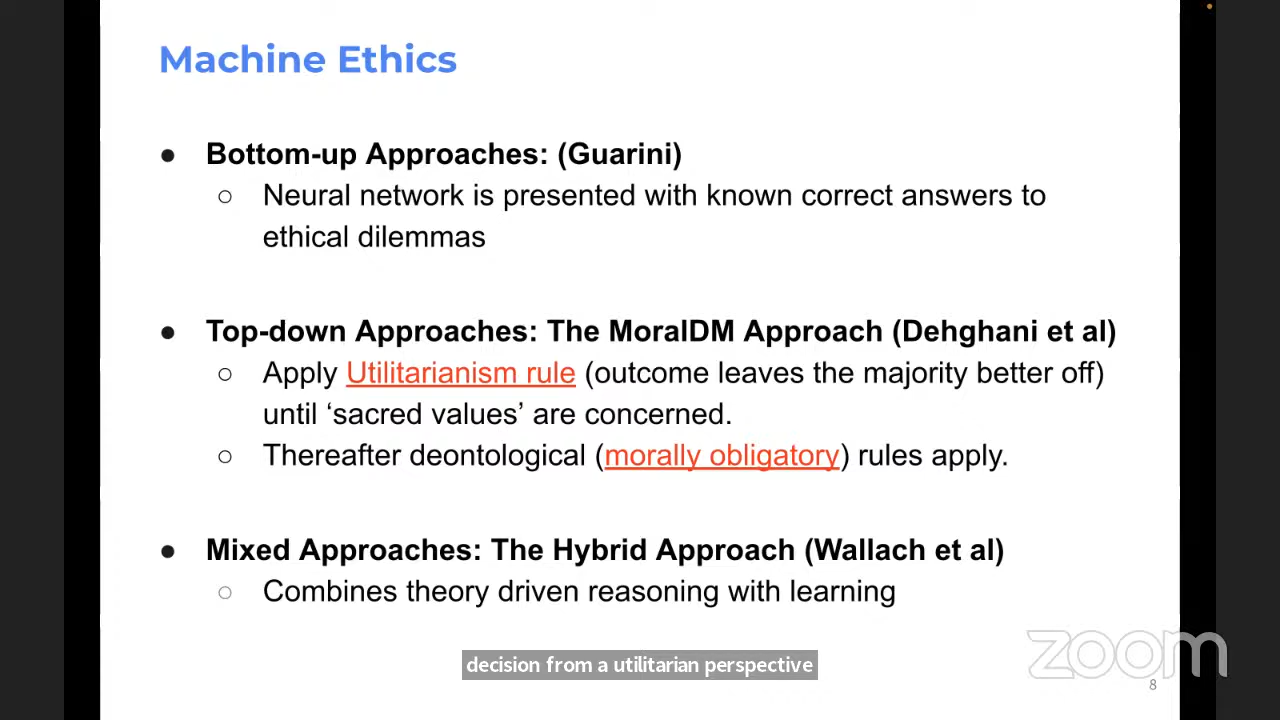 Machine Ethics
● Bottom-up Approaches: (Guarini)
○ Neural network is presented with known correct answers to
ethical dilemmas
● Top-down Approaches: The MoralDM Approach (Dehghani et al)
○ Apply Utilitarianism rule (outcome leaves the majority better off)
until ‘sacred values’ are concerned.
○ Thereafter deontological (morally obligatory) rules apply.
● Mixed Approaches: The Hybrid Approach (Wallach et al)
○ Combines theory driven reasoning with learning
decision from a utilitarian perspective
zoom
8